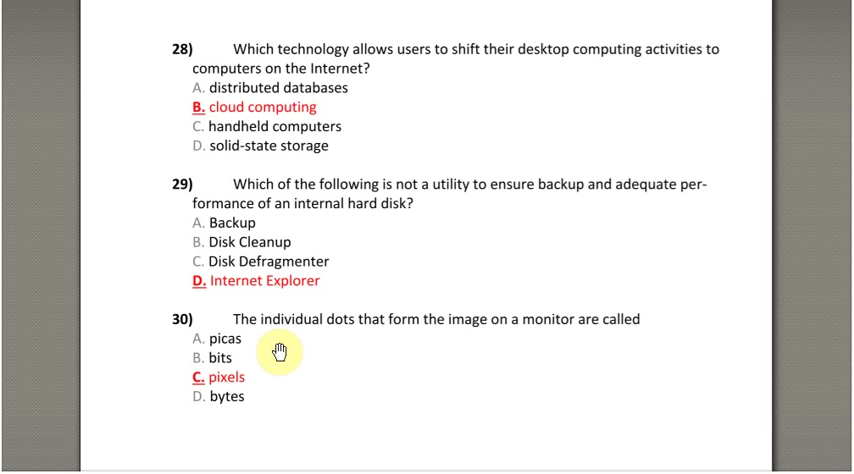 28) Which technology allows users to shift their desktop computing activities to
computers on the Internet?
A. distributed databases
B. cloud computing
C. handheld computers
D. solid-state storage
29) Which of the following is not a utility to ensure backup and adequate per-
formance of an internal hard disk?
A. Backup
B. Disk Cleanup
C. Disk Defragmenter
D. Internet Explorer
30) The individual dots that form the image on a monitor are called
A. picas
B. bits
C. pixels
D. bytes